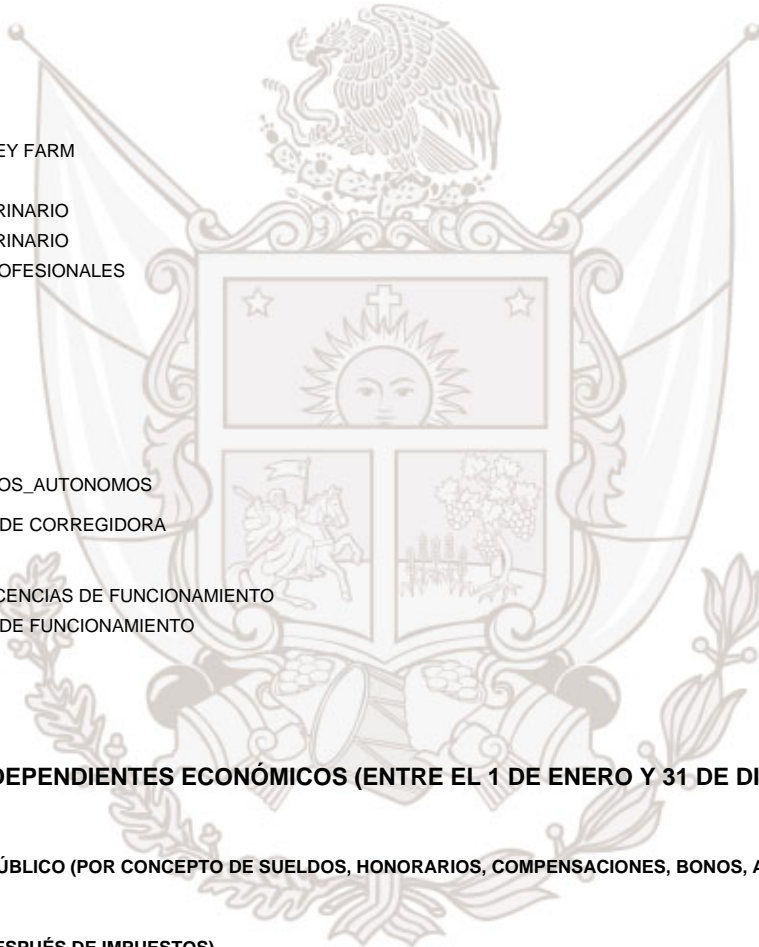 EY FARM
RINARIO
RINARIO
OFESIONALES
OS_AUTONOMOS
DE CORREGIDORA
CENCIAS DE FUNCIONAMIENTO
DE FUNCIONAMIENTO
DEPENDIENTES ECONÓMICOS (ENTRE EL 1 DE ENERO Y 31 DE DI
ÚBLICO (POR CONCEPTO DE SUELDOS, HONORARIOS, COMPENSACIONES, BONOS, A
ESPUÉS DE IMPUESTOS)